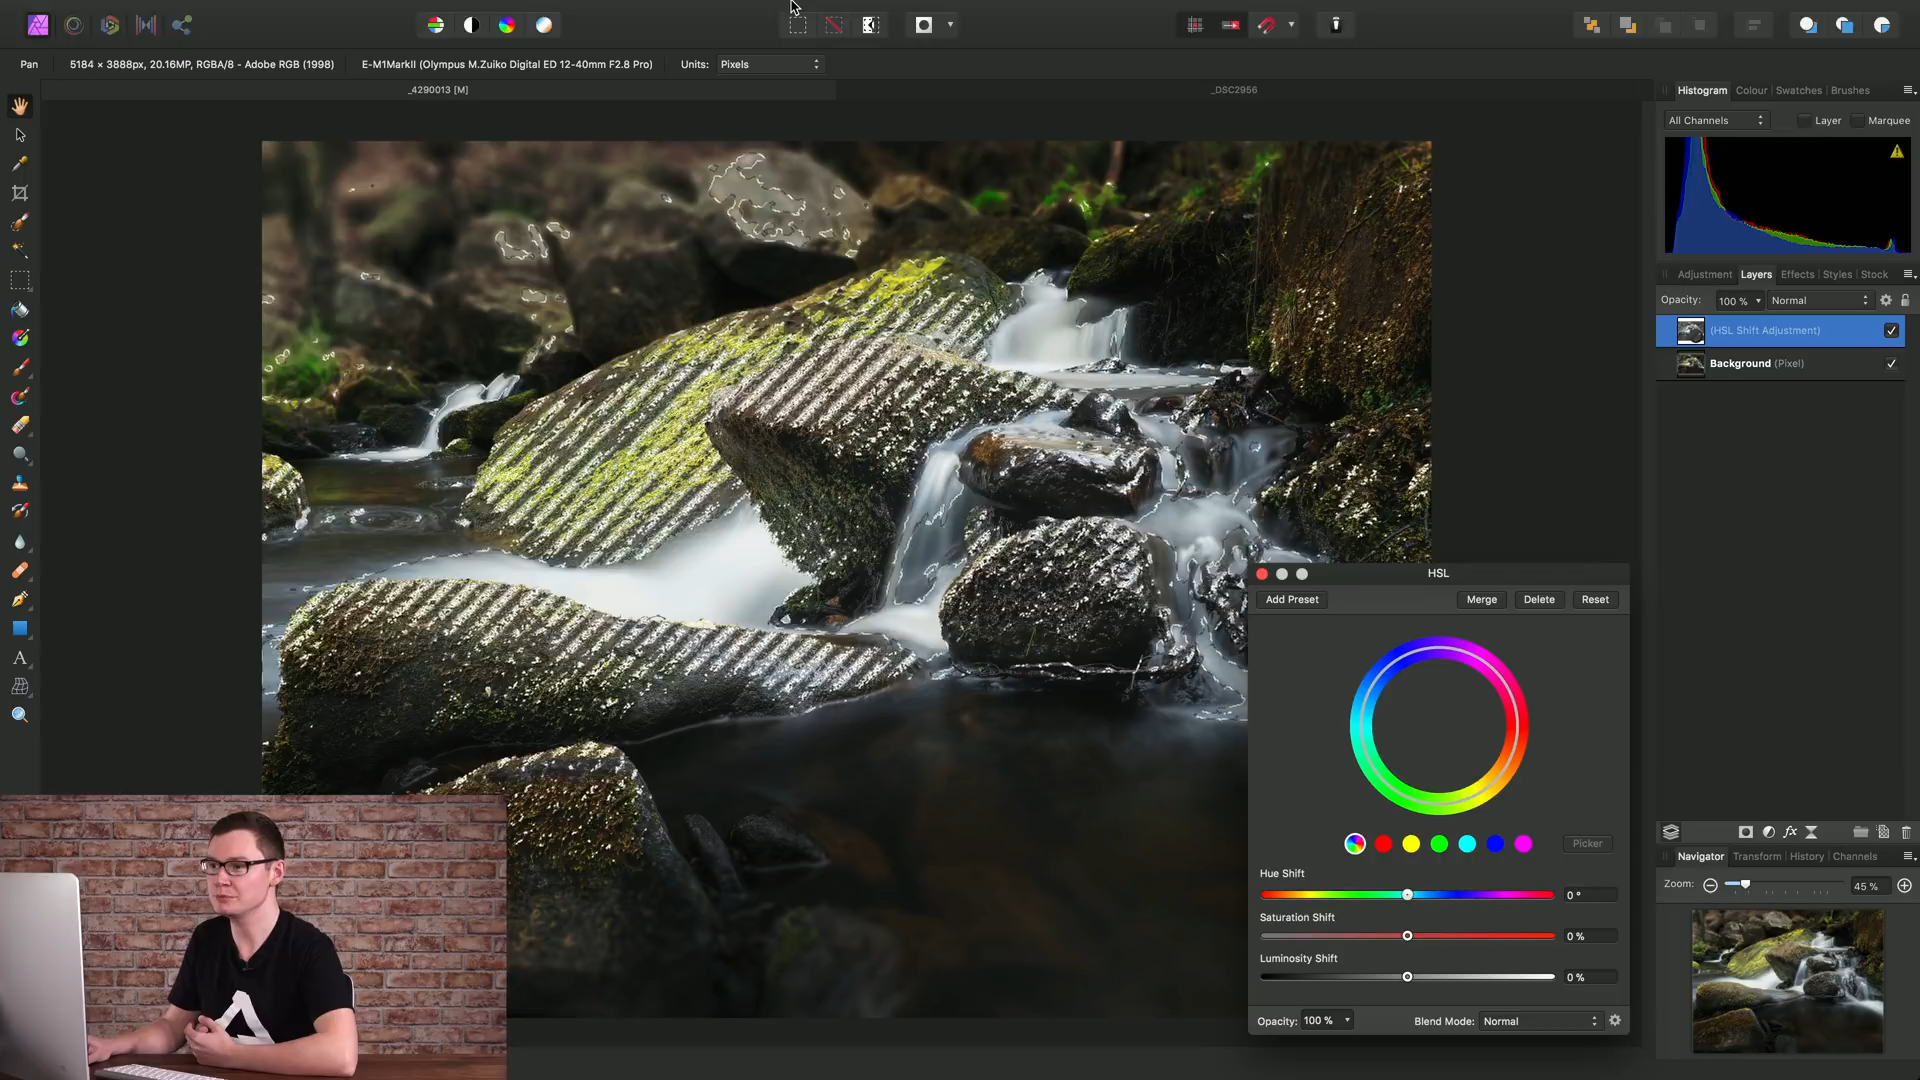 Pan
5184 × 3888px, 20.16MP, RGBA/8 - Adobe RGB (1998)
E-M1MarkII (Olympus M.Zuiko Digital ED 12-40mm F2.8 Pro)
Units: Pixels
_4290013 [M]
_DSC2956
Histogram Colour Swatches Brushes
All Channels Layer Marquee
Adjustment Layers Effects Styles Stock
Opacity: 100 % Normal
(HSL Shift Adjustment)
Background (Pixel)
HSL
Add Preset Merge Delete Reset
Picker
Hue Shift
0 °
Saturation Shift
0 %
Luminosity Shift
0 %
Opacity: 100 % Blend Mode: Normal
fx
Navigator Transform History Channels
Zoom: 45 %
A